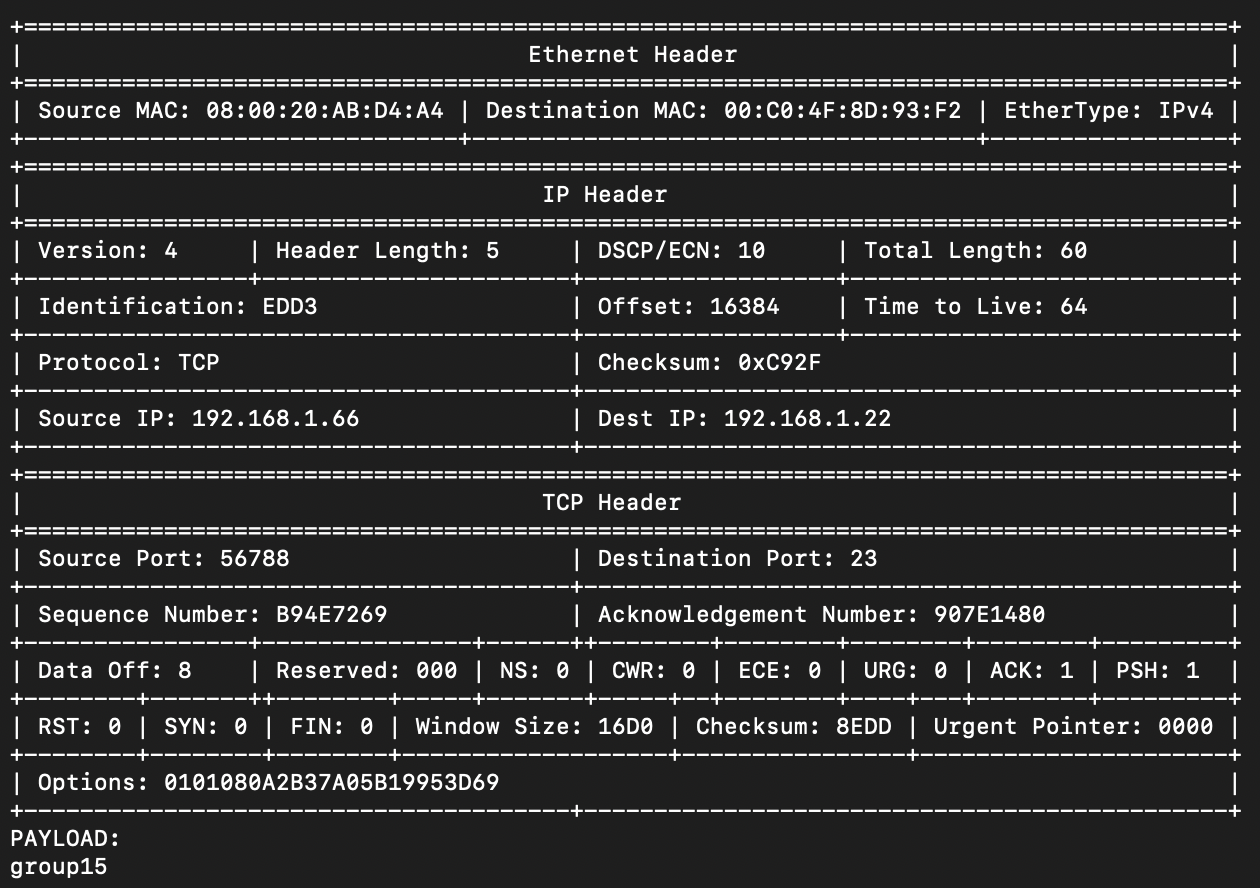 Ethernet Header
| Source MAC: 08:00:20:AB:D4:A4 | Destination MAC: 00:C0:4F:8D:93:F2 | EtherType: IPv4 |
IP Header
| Version: 4 | Header Length: 5 | DSCP/ECN: 10 | Total Length: 60 |
| Identification: EDD3 | Offset: 16384 | Time to Live: 64 |
| Protocol: TCP | Checksum: 0xC92F |
| Source IP: 192.168.1.66 | Dest IP: 192.168.1.22 |
TCP Header
| Source Port: 56788 | Destination Port: 23 |
| Sequence Number: B94E7269 | Acknowledgement Number: 907E1480 |
| Data Off: 8 | Reserved: 000 | NS: 0 | CWR: 0 | ECE: 0 | URG: 0 | ACK: 1 | PSH: 1 |
| RST: 0 | SYN: 0 | FIN: 0 | Window Size: 16D0 | Checksum: 8EDD | Urgent Pointer: 0000 |
| Options: 0101080A2B37A05B19953D69 |
PAYLOAD:
group15